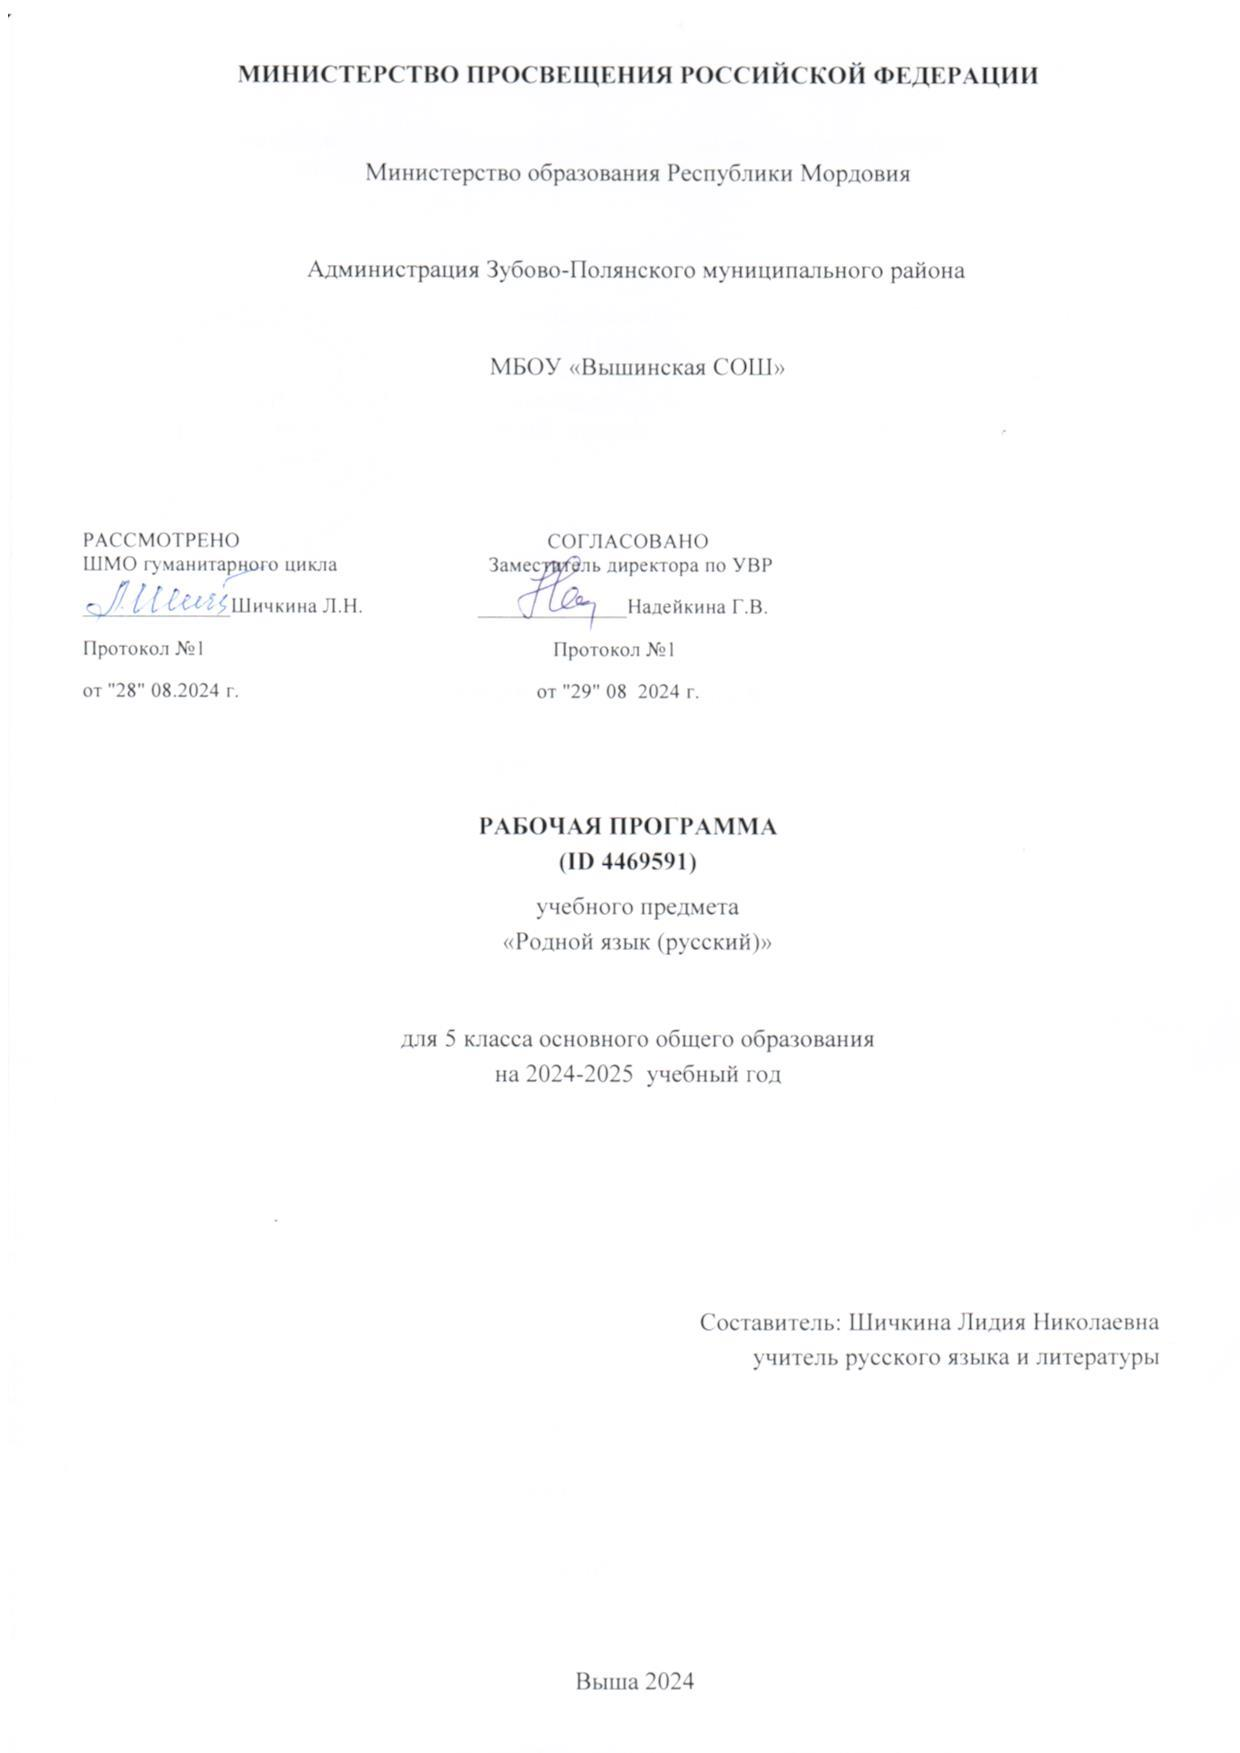 МИНИСТЕРСТВО ПРОСВЕЩЕНИЯ РОССИЙСКОЙ ФЕДЕРАЦИИ
Министерство образования Республики Мордовия
Администрация Зубово-Полянского муниципального района
МБОУ «Вышинская СОШ»
РАССМОТРЕНО
ШМО гуманитарного цикла
Шичкина Л.Н.
Протокол №1
от "28" 08.2024 г.
СОГЛАСОВАНО
Заместитель директора по УВР
Надейкина Г.В.
Протокол №1
от "29" 08 2024 г.
РАБОЧАЯ ПРОГРАММА
(ID 4469591)
учебного предмета
«Родной язык (русский)»
для 5 класса основного общего образования
на 2024-2025 учебный год
Составитель: Шичкина Лидия Николаевна
учитель русского языка и литературы
Выша 2024